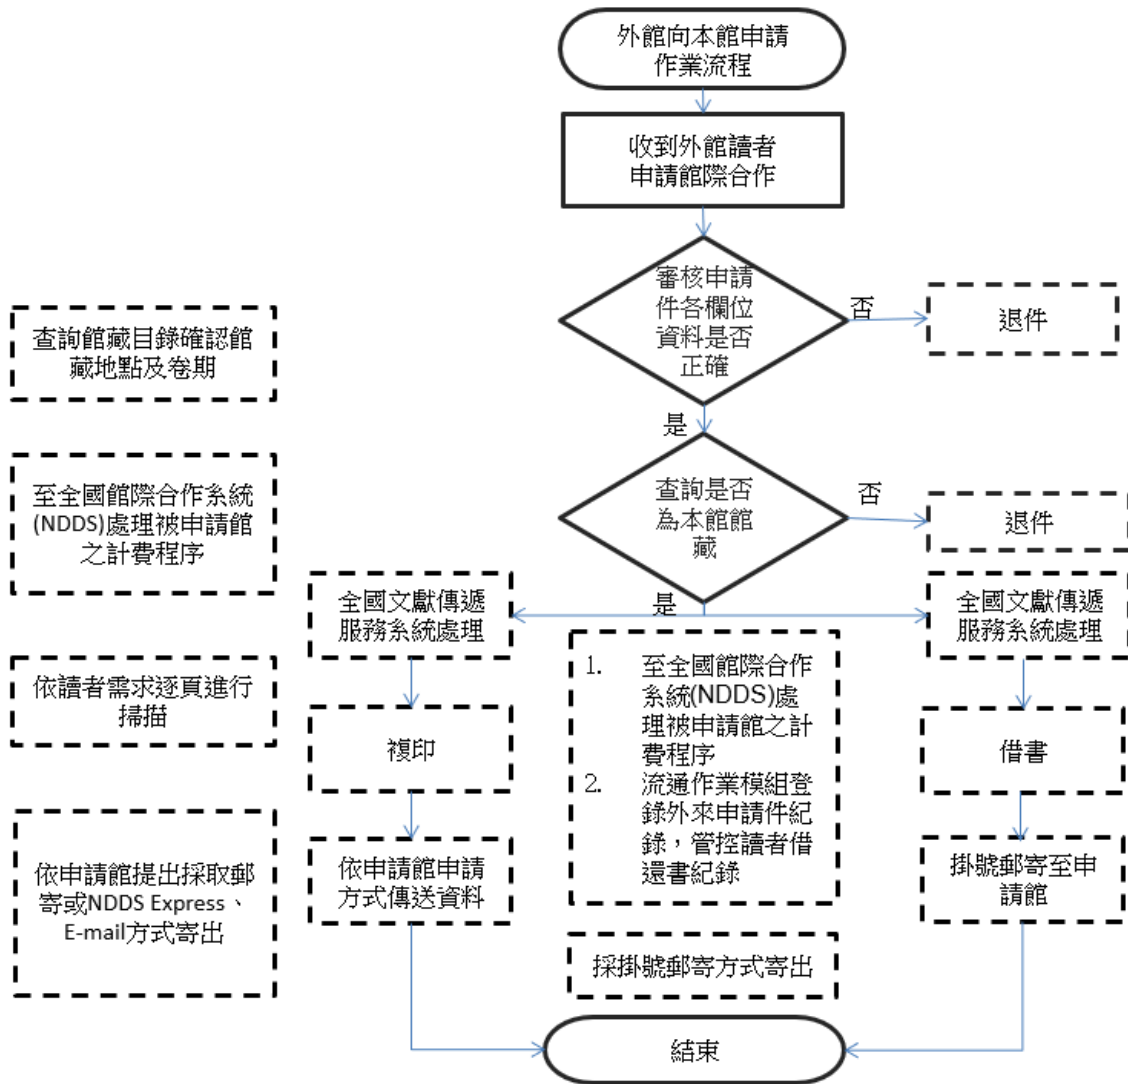 外館向本館申請
作業流程
收到外館讀者
申請館際合作
審核申請
件各欄位
資料是否
正確
否
退件
查詢館藏目錄確認館
藏地點及卷期
是
至全國館際合作系統
(NDDS)處理被申請館
之計費程序
查詢是否
為本館館
藏
否
退件
是
全國文獻傳遞
服務系統處理
全國文獻傳遞
服務系統處理
依讀者需求逐頁進行
掃描
1. 至全國館際合作
系統(NDDS)處
理被申請館之計
費程序
2. 流通作業模組登
錄外來申請件紀
錄，管控讀者借
還書紀錄
複印
借書
依申請館提出採取郵
寄或NDDS Express、
E-mail方式寄出
依申請館申請
方式傳送資料
掛號郵寄至申
請館
採掛號郵寄方式寄出
結束